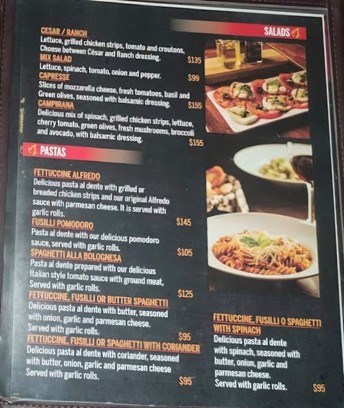 SALADS
CESAR / RANCH
Lettuce, grilled chicken strips, tomato and croutons,
Choose between César and Ranch dressing.
$135
MIX SALAD
Lettuce, spinach, tomato, onion and pepper.
$99
CAPRESSE
Slices of mozzarella cheese, fresh tomatoes, basil and
Green olives, seasoned with balsamic dressing.
$155
CAMPIRANA
Delicious mix of spinach, grilled chicken strips, lettuce,
cherry tomato, green olives, fresh mushrooms, broccoli
and avocado, with balsamic dressing.
$155
PASTAS
FETTUCCINE ALFREDO
Delicious pasta al dente with grilled or
breaded chicken strips and our original Alfredo
sauce with parmesan cheese. It is served with
garlic rolls.
$145
FUSILLI POMODORO
Pasta al dente with our delicious pomodoro
sauce, served with garlic rolls.
$105
SPAGHETTI ALLA BOLOGNESA
Pasta al dente prepared with our delicious
Italian style tomato sauce with ground meat,
Served with garlic rolls.
$125
FETTUCCINE, FUSILLI OR BUTTER SPAGHETTI
Delicious pasta al dente with butter, seasoned
with onion, garlic and parmesan cheese.
Served with garlic rolls.
$95
FETTUCCINE, FUSILLI OR SPAGHETTI WITH CORIANDER
Delicious pasta al dente with coriander, seasoned
with butter, onion, garlic and parmesan cheese
Served with garlic rolls.
$95
FETTUCCINE, FUSILLI O SPAGHETTI
WITH SPINACH
Delicious pasta al dente
with spinach, seasoned with
butter, onion, garlic and
parmesan cheese.
Served with garlic rolls.
$95